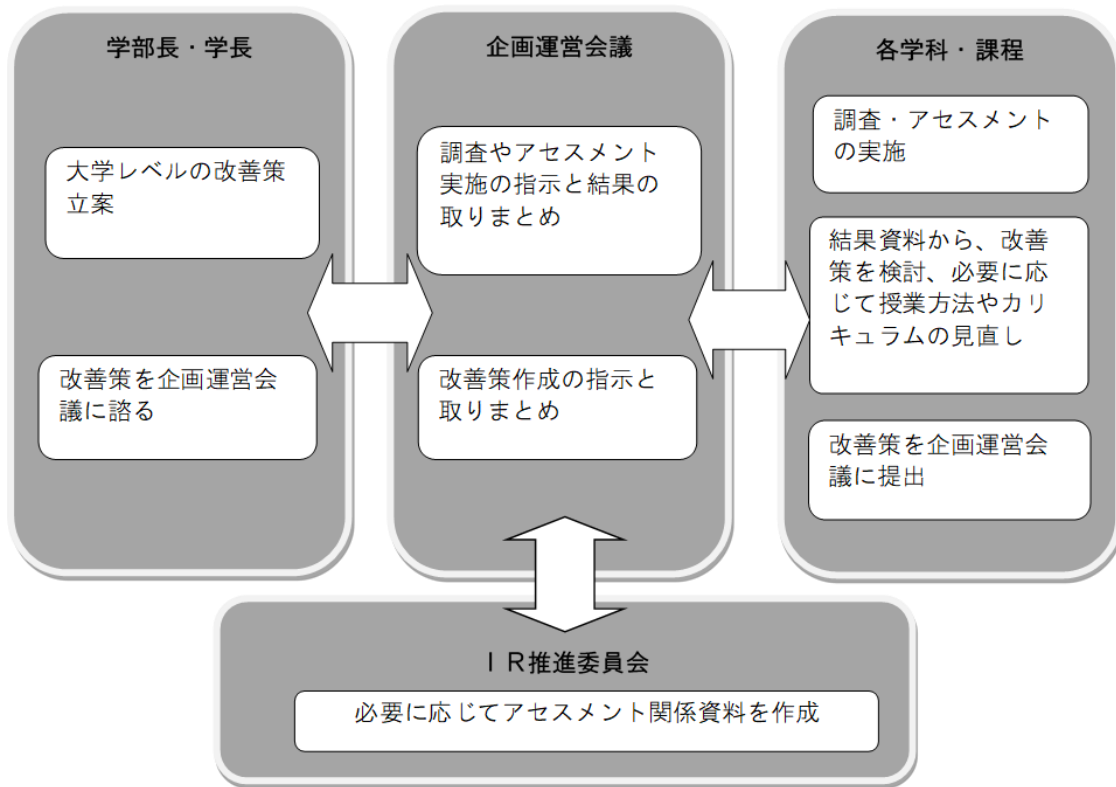 学部長・学長
大学レベルの改善策
立案
改善策を企画運営会
議に諮る
企画運営会議
調査やアセスメント
実施の指示と結果の
取りまとめ
改善策作成の指示と
取りまとめ
各学科・課程
調査・アセスメント
の実施
結果資料から、改善
策を検討、必要に応
じて授業方法やカリ
キュラムの見直し
改善策を企画運営会
議に提出
ＩＲ推進委員会
必要に応じてアセスメント関係資料を作成